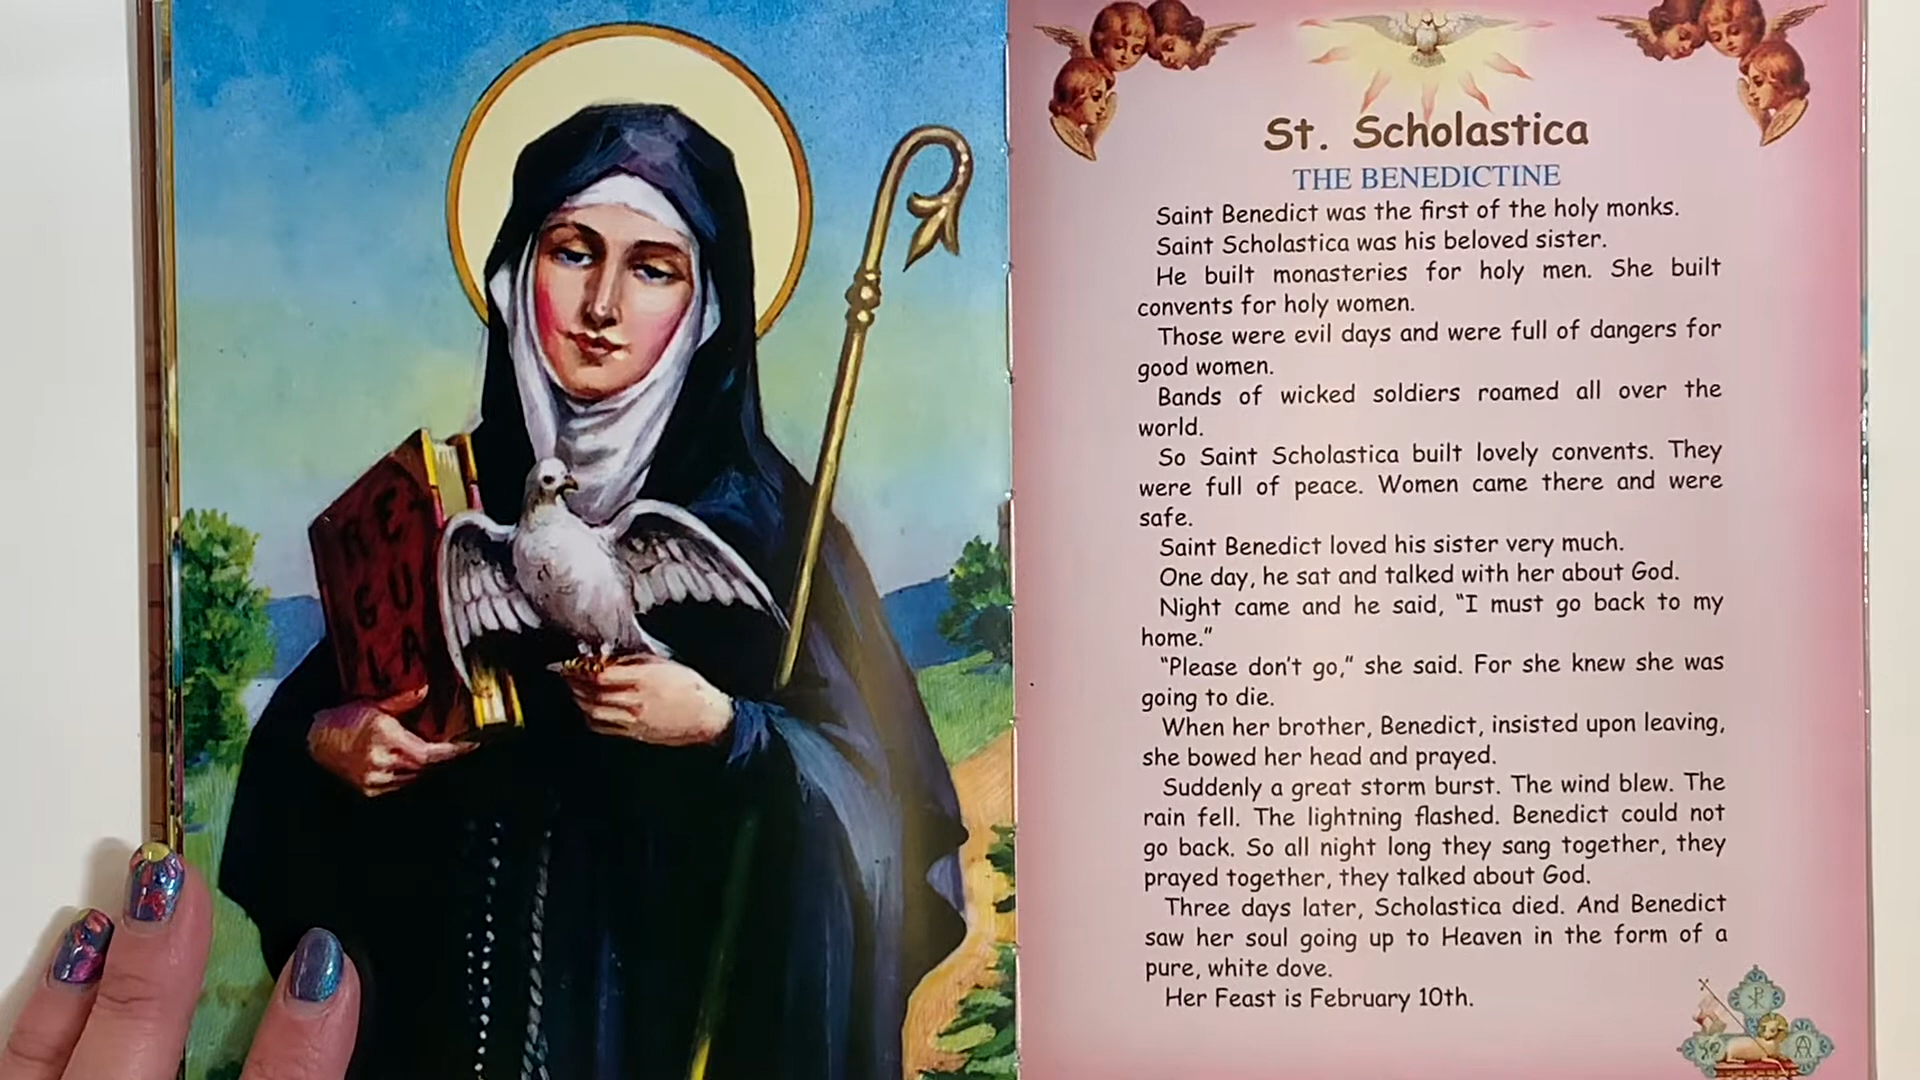 RE-
GU
LA
St. Scholastica
THE BENEDICTINE
Saint Benedict was the first of the holy monks.
Saint Scholastica was his beloved sister.
He built monasteries for holy men. She built
convents for holy women.
Those were evil days and were full of dangers for
good women.
Bands of wicked soldiers roamed all over the
world.
So Saint Scholastica built lovely convents. They
were full of peace. Women came there and were
safe.
Saint Benedict loved his sister very much.
One day, he sat and talked with her about God.
Night came and he said, “I must go back to my
home.”
“Please don't go,“ she said. For she knew she was
going to die.
When her brother, Benedict, insisted upon leaving,
she bowed her head and prayed.
Suddenly a great storm burst. The wind blew. The
rain fell. The lightning flashed. Benedict could not
go back. So all night long they sang together, they
prayed together, they talked about God.
Three days later, Scholastica died. And Benedict
saw her soul going up to Heaven in the form of a
pure, white dove.
Her Feast is February 10th.